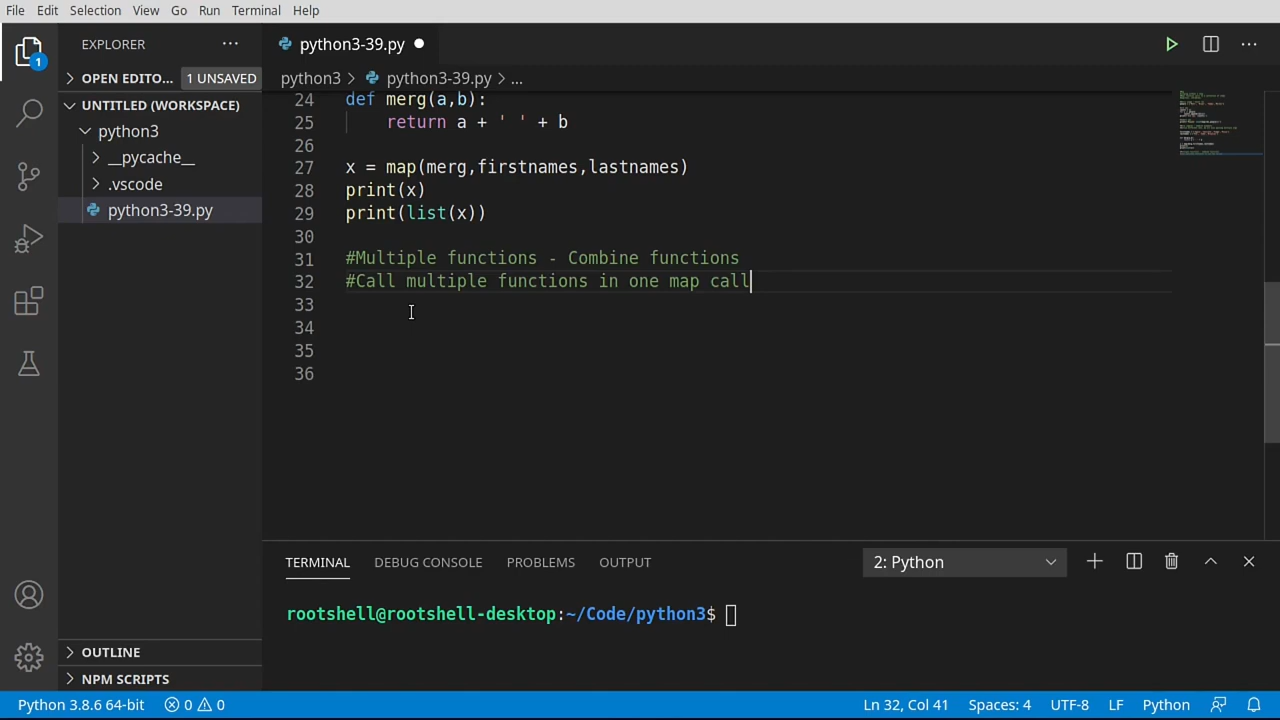 File Edit Selection View Go Run Terminal Help
EXPLORER ···
python3-39.py
1
OPEN EDITO... 1 UNSAVED
python3 > python3-39.py > ...
UNTITLED (WORKSPACE)
python3
__pycache__
.vscode
python3-39.py
24 def merg(a,b):
25 return a + ' ' + b
26
27 x = map(merg,firstnames,lastnames)
28 print(x)
29 print(list(x))
30
31 #Multiple functions - Combine functions
32 #Call multiple functions in one map call
33
34
35
36
TERMINAL DEBUG CONSOLE PROBLEMS OUTPUT 2: Python
rootshell@rootshell-desktop:~/Code/python3$
OUTLINE
NPM SCRIPTS
Python 3.8.6 64-bit 0 0 Ln 32, Col 41 Spaces: 4 UTF-8 LF Python